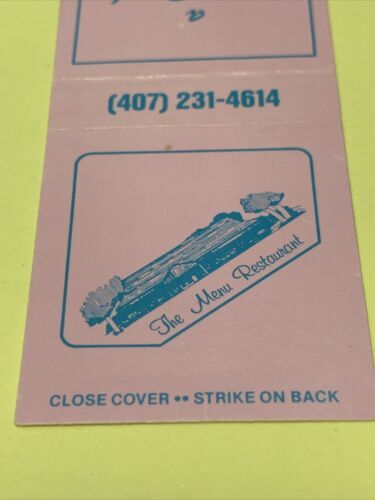 (407) 231-4614
The Menu Restaurant
CLOSE COVER •• STRIKE ON BACK